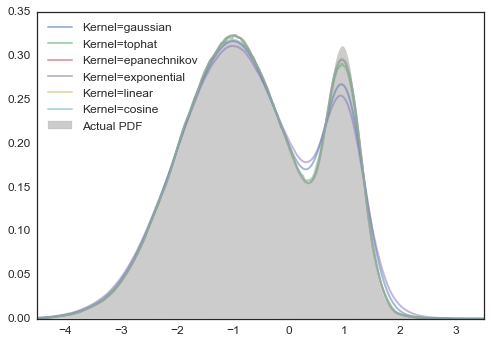 0.35
0.30
0.25
0.20
0.15
0.10
0.05
0.00
Kernel=gaussian
Kernel=tophat
Kernel=epanechnikov
Kernel=exponential
Kernel=linear
Kernel=cosine
Actual PDF
−4 −3 −2 −1 0 1 2 3